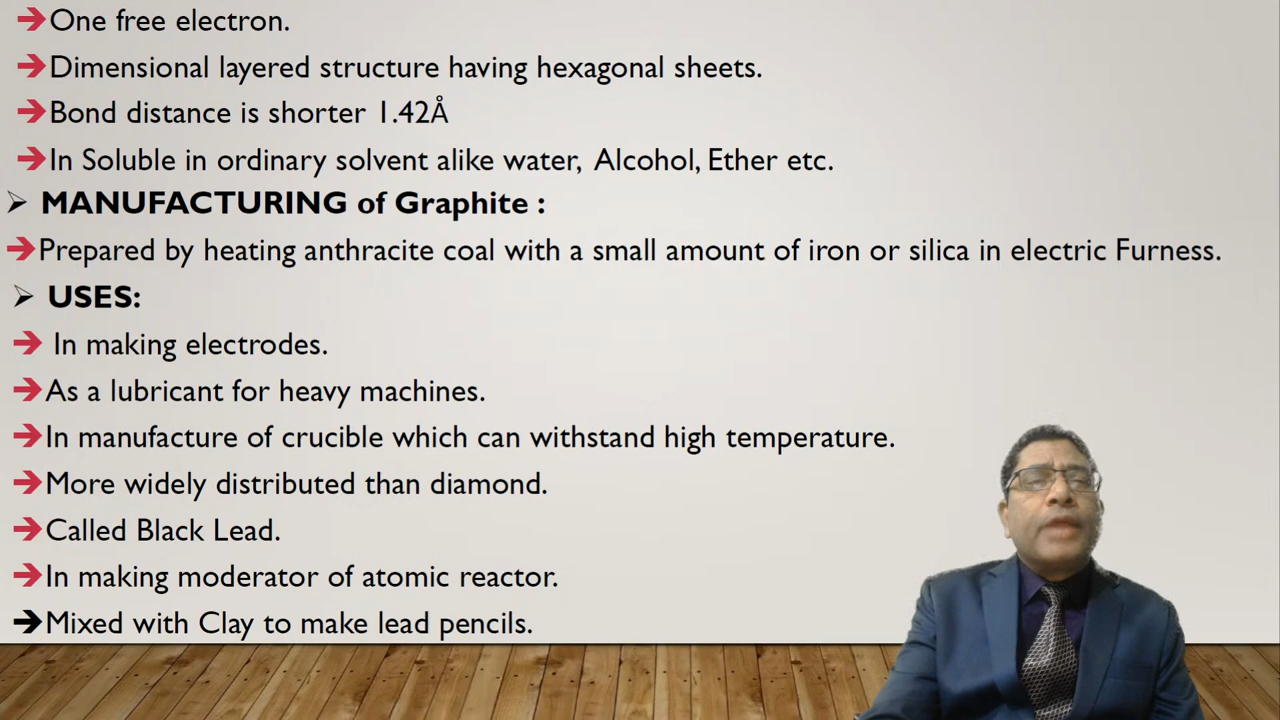 ➔One free electron.
➔Dimensional layered structure having hexagonal sheets.
➔Bond distance is shorter 1.42Å
➔In Soluble in ordinary solvent alike water, Alcohol, Ether etc.
➢ MANUFACTURING of Graphite :
➔Prepared by heating anthracite coal with a small amount of iron or silica in electric Furness.
➢ USES:
➔ In making electrodes.
➔As a lubricant for heavy machines.
➔In manufacture of crucible which can withstand high temperature.
➔More widely distributed than diamond.
➔Called Black Lead.
➔In making moderator of atomic reactor.
➔Mixed with Clay to make lead pencils.